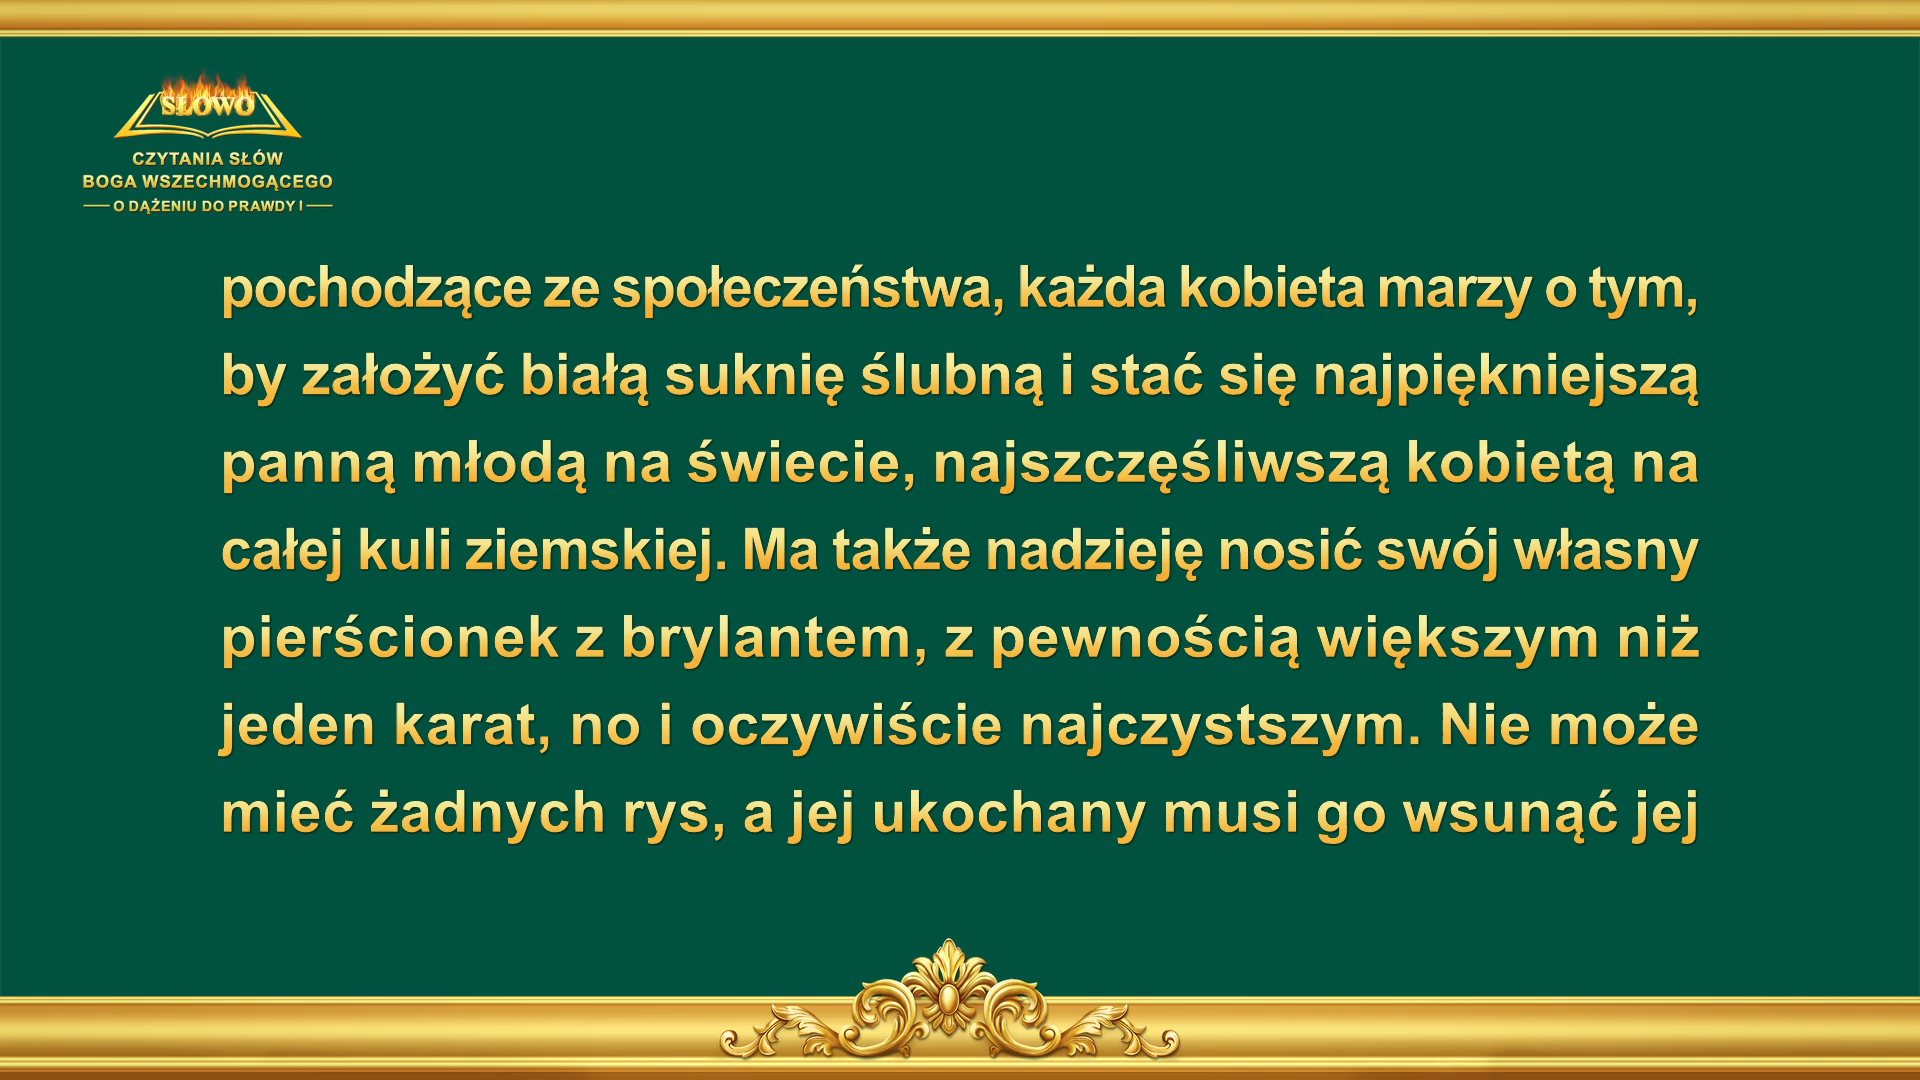 SŁOWO
CZYTANIA SŁÓW
BOGA WSZECHMOGĄCEGO
O DĄŻENIU DO PRAWDY I
pochodzące ze społeczeństwa, każda kobieta marzy o tym,
by założyć białą suknię ślubną i stać się najpiękniejszą
panną młodą na świecie, najszczęśliwszą kobietą na
całej kuli ziemskiej. Ma także nadzieję nosić swój własny
pierścionek z brylantem, z pewnością większym niż
jeden karat, no i oczywiście najczystszym. Nie może
mieć żadnych rys, a jej ukochany musi go wsunąć jej